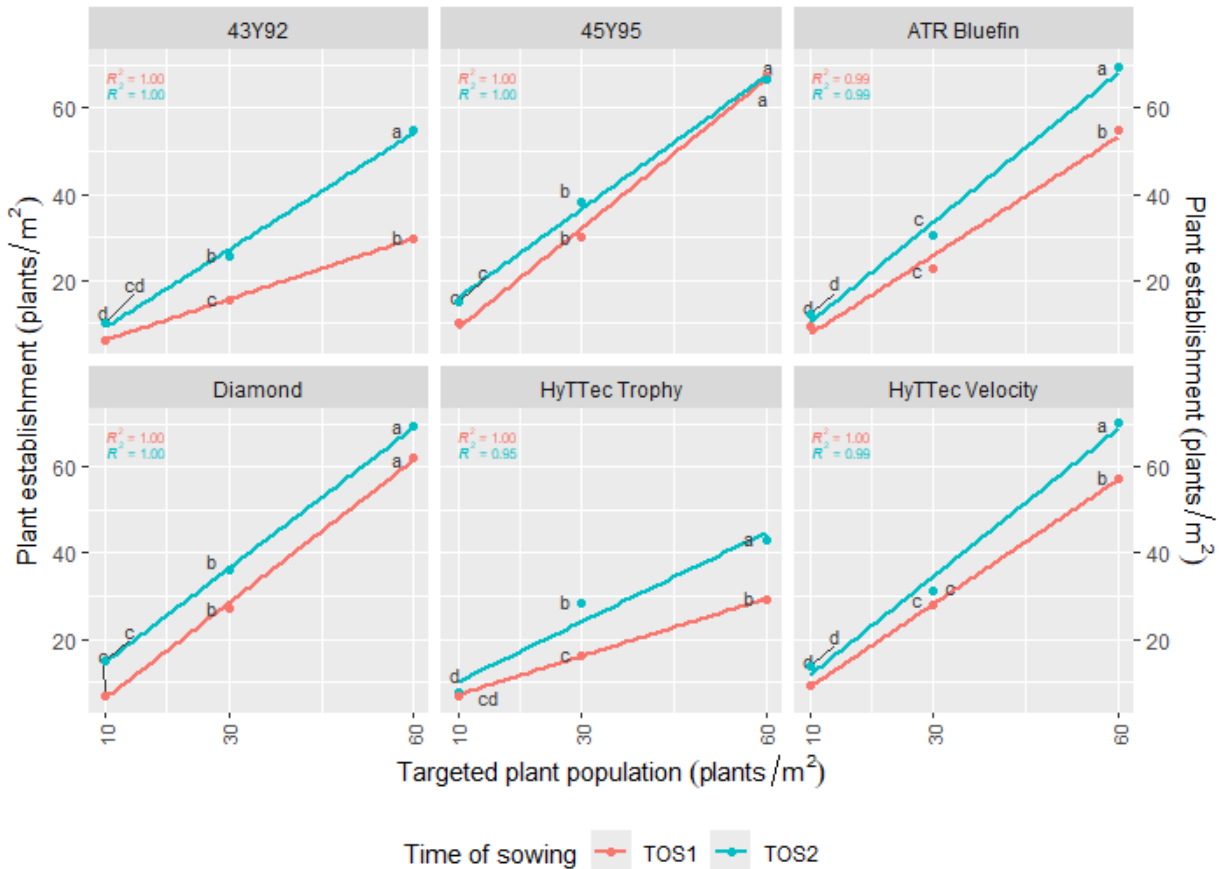 43Y92
45Y95
ATR Bluefin
R² = 1.00
R² = 1.00
R² = 1.00
R² = 1.00
R² = 0.99
R² = 0.99
60
40
20
60
40
20
a
b
cd
d
b
c
a
a
b
b
c
c
a
b
c
c
d
d
Diamond
HyTTec Trophy
HyTTec Velocity
R² = 1.00
R² = 1.00
R² = 1.00
R² = 0.95
R² = 1.00
R² = 0.99
60
40
20
60
40
20
a
a
b
b
c
c
a
b
b
c
d
cd
a
b
c
c
d
d
10
30
60
10
30
60
10
30
60
Plant establishment (plants/m²)
Plant establishment (plants/m²)
Targeted plant population (plants/m²)
Time of sowing TOS1 TOS2